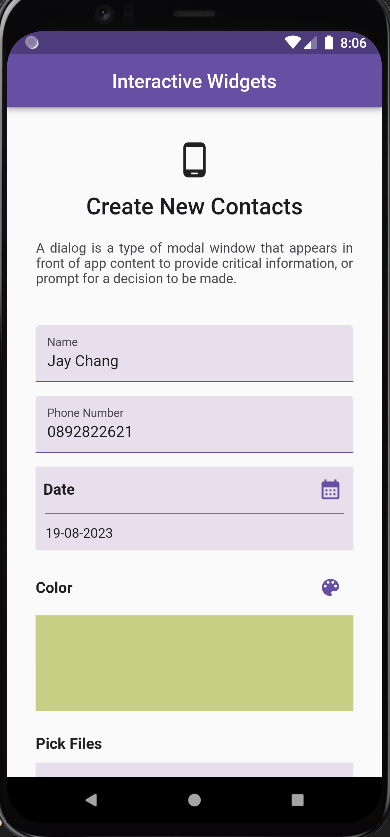 8:06
Interactive Widgets
Create New Contacts
A dialog is a type of modal window that appears in
front of app content to provide critical information, or
prompt for a decision to be made.
Name
Jay Chang
Phone Number
0892822621
Date
19-08-2023
Color
Pick Files